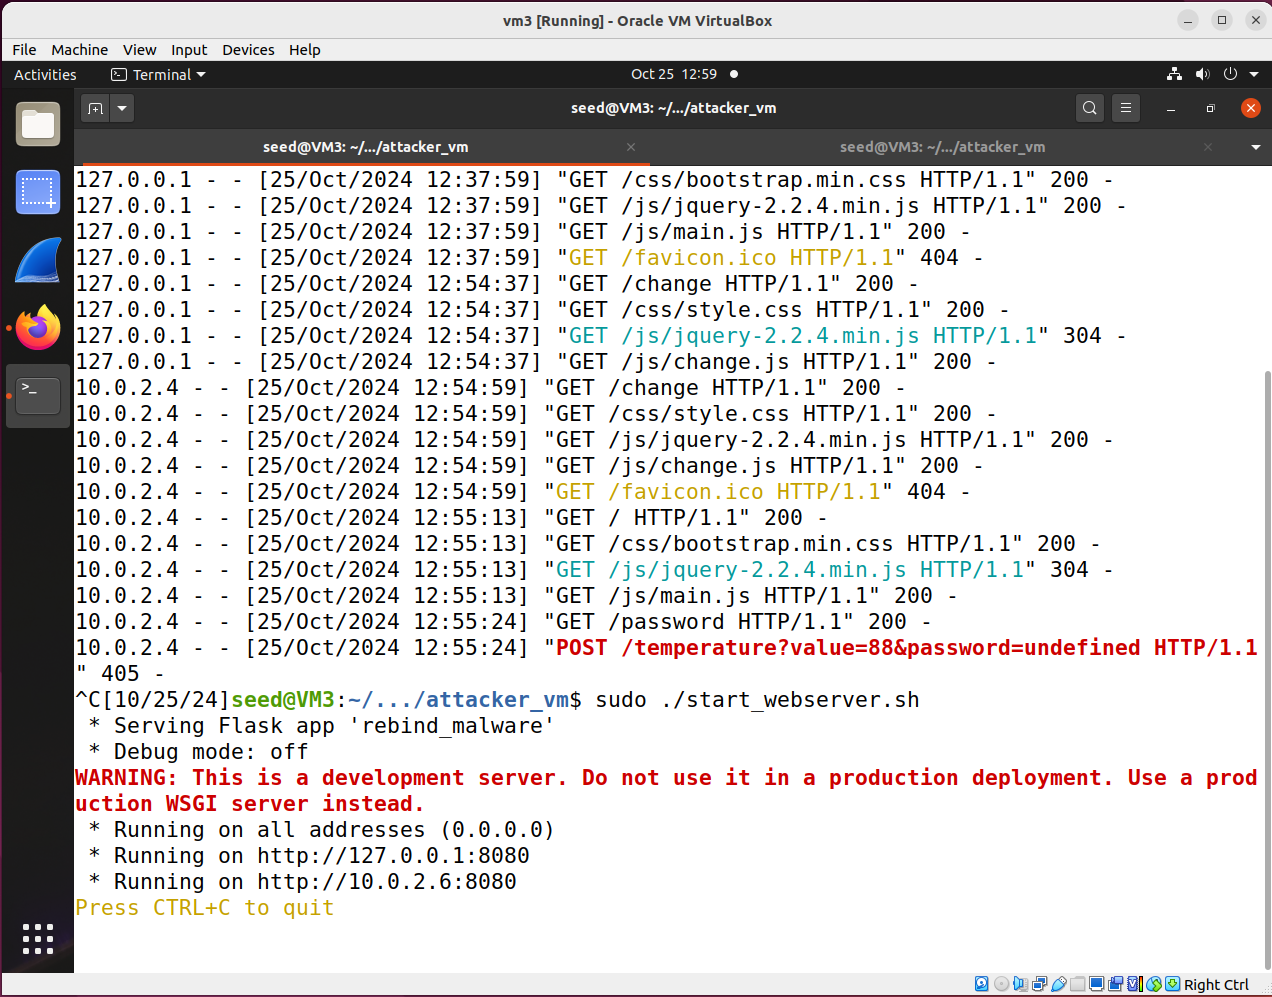 vm3 [Running] - Oracle VM VirtualBox
File Machine View Input Devices Help
Activities Terminal Oct 25 12:59
seed@VM3: ~/.../attacker_vm
seed@VM3: ~/.../attacker_vm seed@VM3: ~/.../attacker_vm
127.0.0.1 - - [25/Oct/2024 12:37:59] "GET /css/bootstrap.min.css HTTP/1.1" 200 -
127.0.0.1 - - [25/Oct/2024 12:37:59] "GET /js/jquery-2.2.4.min.js HTTP/1.1" 200 -
127.0.0.1 - - [25/Oct/2024 12:37:59] "GET /js/main.js HTTP/1.1" 200 -
127.0.0.1 - - [25/Oct/2024 12:37:59] "GET /favicon.ico HTTP/1.1" 404 -
127.0.0.1 - - [25/Oct/2024 12:54:37] "GET /change HTTP/1.1" 200 -
127.0.0.1 - - [25/Oct/2024 12:54:37] "GET /css/style.css HTTP/1.1" 200 -
127.0.0.1 - - [25/Oct/2024 12:54:37] "GET /js/jquery-2.2.4.min.js HTTP/1.1" 304 -
127.0.0.1 - - [25/Oct/2024 12:54:37] "GET /js/change.js HTTP/1.1" 200 -
10.0.2.4 - - [25/Oct/2024 12:54:59] "GET /change HTTP/1.1" 200 -
10.0.2.4 - - [25/Oct/2024 12:54:59] "GET /css/style.css HTTP/1.1" 200 -
10.0.2.4 - - [25/Oct/2024 12:54:59] "GET /js/jquery-2.2.4.min.js HTTP/1.1" 200 -
10.0.2.4 - - [25/Oct/2024 12:54:59] "GET /js/change.js HTTP/1.1" 200 -
10.0.2.4 - - [25/Oct/2024 12:54:59] "GET /favicon.ico HTTP/1.1" 404 -
10.0.2.4 - - [25/Oct/2024 12:55:13] "GET / HTTP/1.1" 200 -
10.0.2.4 - - [25/Oct/2024 12:55:13] "GET /css/bootstrap.min.css HTTP/1.1" 200 -
10.0.2.4 - - [25/Oct/2024 12:55:13] "GET /js/jquery-2.2.4.min.js HTTP/1.1" 304 -
10.0.2.4 - - [25/Oct/2024 12:55:13] "GET /js/main.js HTTP/1.1" 200 -
10.0.2.4 - - [25/Oct/2024 12:55:24] "GET /password HTTP/1.1" 200 -
10.0.2.4 - - [25/Oct/2024 12:55:24] "POST /temperature?value=88&password=undefined HTTP/1.1
" 405 -
^C[10/25/24]seed@VM3:~/.../attacker_vm$ sudo ./start_webserver.sh
 * Serving Flask app 'rebind_malware'
 * Debug mode: off
WARNING: This is a development server. Do not use it in a production deployment. Use a prod
uction WSGI server instead.
 * Running on all addresses (0.0.0.0)
 * Running on http://127.0.0.1:8080
 * Running on http://10.0.2.6:8080
Press CTRL+C to quit
Right Ctrl